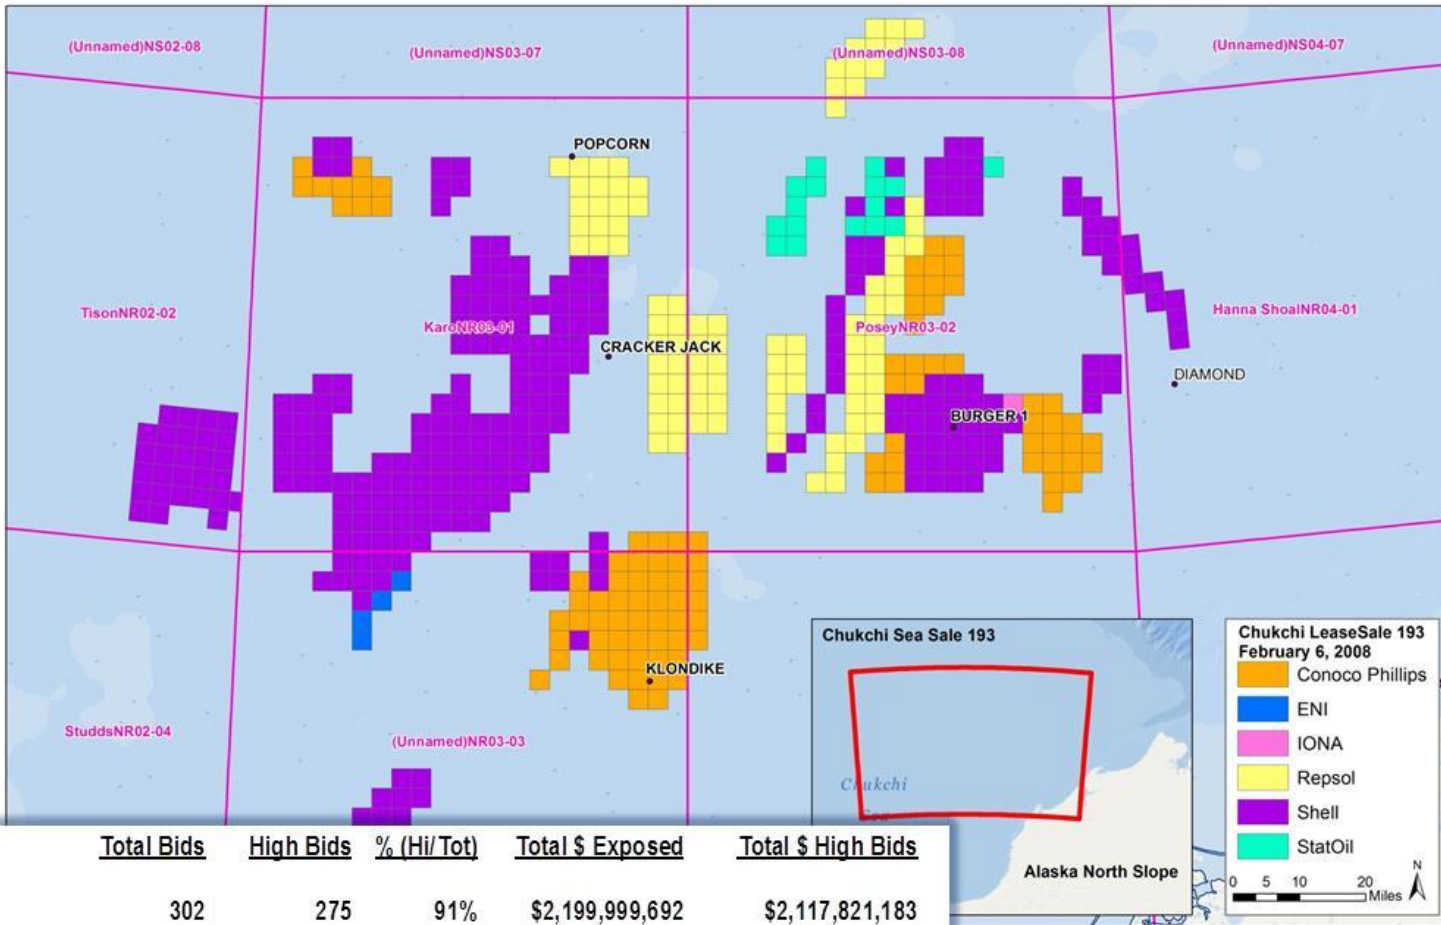 (Unnamed)NS02-08
(Unnamed)NS03-07
(Unnamed)NS03-08
(Unnamed)NS04-07
POPCORN
TisonNR02-02
KaroNR03-01
PoseyNR03-02
Hanna ShoalNR04-01
CRACKER JACK
DIAMOND
BURGER 1
KLONDIKE
StuddsNR02-04
(Unnamed)NR03-03
Chukchi Sea Sale 193
Chukchi
Sea
Alaska North Slope
Chukchi LeaseSale 193
February 6, 2008
Conoco Phillips
ENI
IONA
Repsol
Shell
StatOil
N
0 5 10 20
Miles
Total Bids High Bids % (Hi/Tot) Total $ Exposed Total $ High Bids
302 275 91% $2,199,999,692 $2,117,821,183